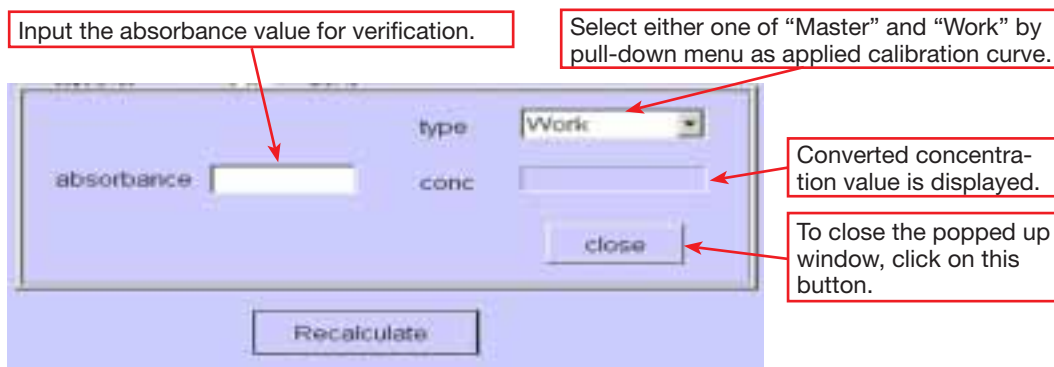 Input the absorbance value for verification.
Select either one of “Master” and “Work” by
pull-down menu as applied calibration curve.
type
Work
absorbance
conc
Converted concentra-
tion value is displayed.
close
To close the popped up
window, click on this
button.
Recalculate